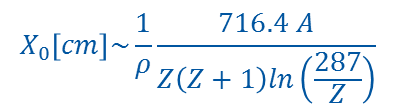 X₀[cm]~ 1/ρ 716.4 A / Z(Z + 1)ln(287/Z)